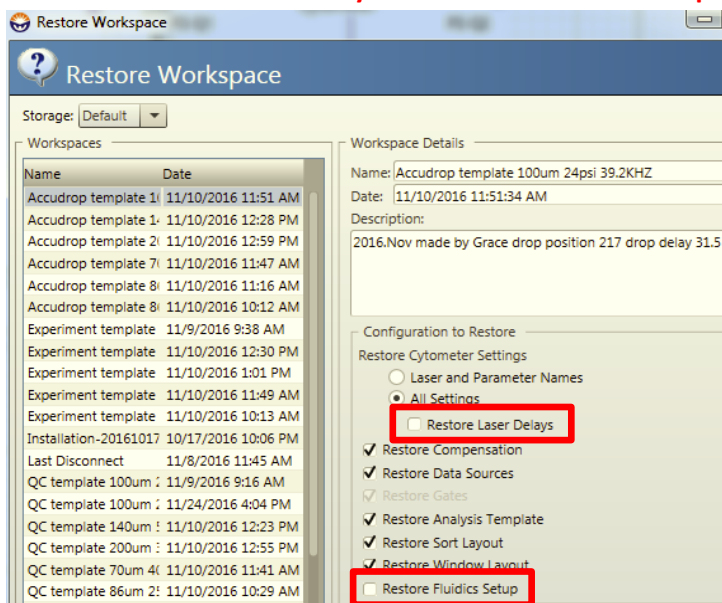 Restore Workspace
Restore Workspace
Storage: Default
Workspaces
Name Date
Accudrop template 1 11/10/2016 11:51 AM
Accudrop template 1 11/10/2016 12:28 PM
Accudrop template 2 11/10/2016 12:59 PM
Accudrop template 7 11/10/2016 11:47 AM
Accudrop template 8 11/10/2016 11:16 AM
Accudrop template 8 11/10/2016 10:12 AM
Experiment template 11/9/2016 9:38 AM
Experiment template 11/10/2016 12:30 PM
Experiment template 11/10/2016 1:01 PM
Experiment template 11/10/2016 11:49 AM
Experiment template 11/10/2016 10:13 AM
Installation-20161017 10/17/2016 10:06 PM
Last Disconnect 11/8/2016 11:45 AM
QC template 100um 11/9/2016 9:16 AM
QC template 100um 11/24/2016 4:04 PM
QC template 140um 11/10/2016 12:23 PM
QC template 200um 11/10/2016 12:55 PM
QC template 70um 11/10/2016 11:41 AM
QC template 86um 11/10/2016 10:29 AM
Workspace Details
Name: Accudrop template 100um 24psi 39.2KHZ
Date: 11/10/2016 11:51:34 AM
Description:
2016.Nov made by Grace drop position 217 drop delay 31.5
Configuration to Restore
Restore Cytometer Settings
Laser and Parameter Names
All Settings
Restore Laser Delays
Restore Compensation
Restore Data Sources
Restore Gates
Restore Analysis Template
Restore Sort Layout
Restore Window Layout
Restore Fluidics Setup